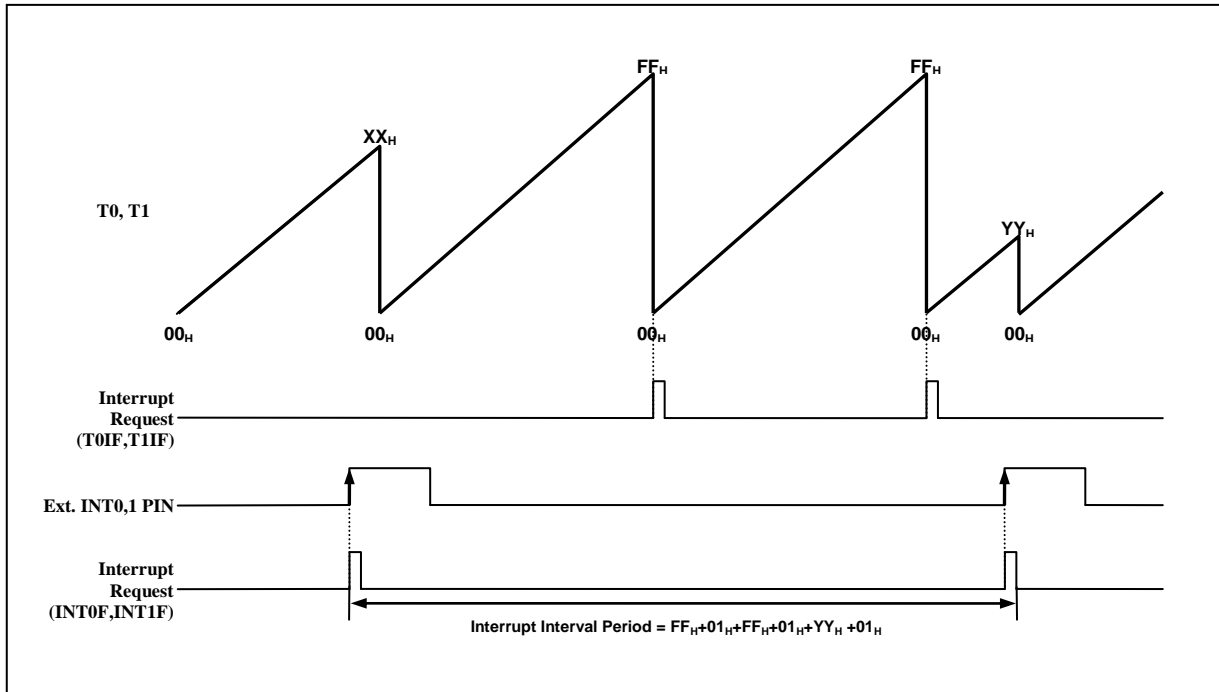 FFH FFH
XXH
T0, T1
YYH
00H 00H 00H 00H 00H
Interrupt
Request
(T0IF,T1IF)
Ext. INT0,1 PIN
Interrupt
Request
(INT0F,INT1F)
Interrupt Interval Period = FFH+01H+FFH+01H+YYH +01H